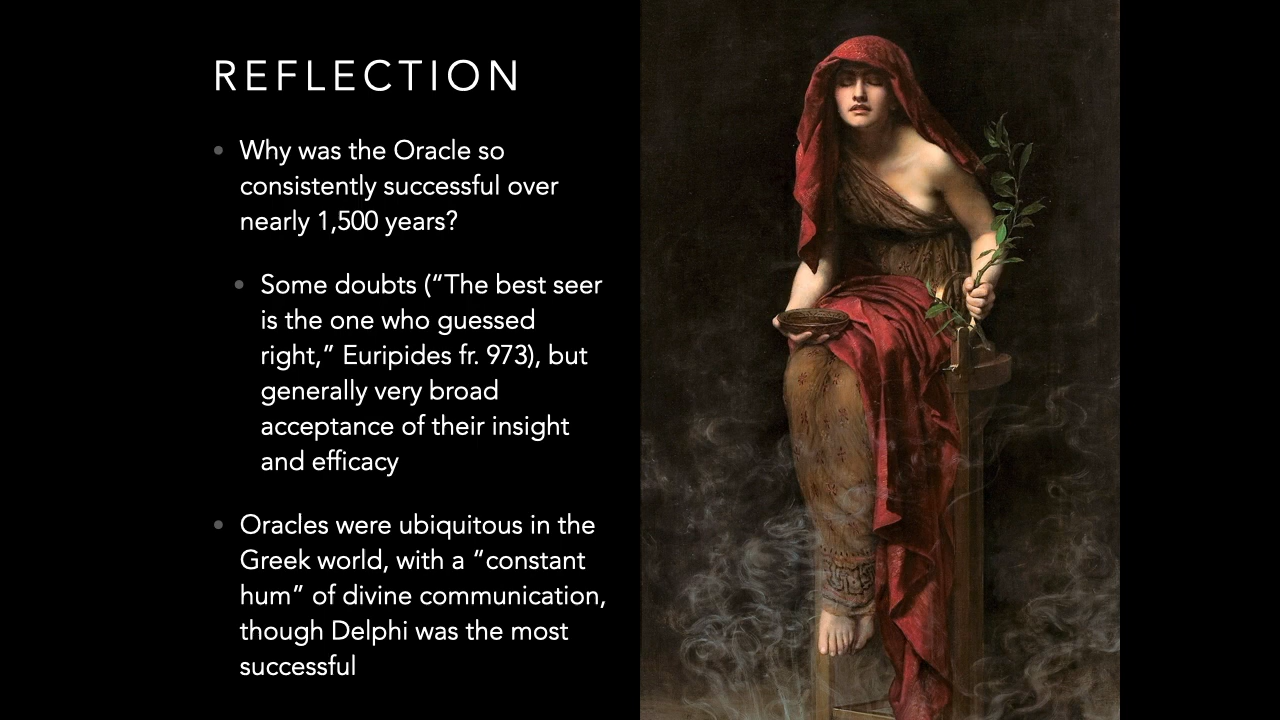 REFLECTION
• Why was the Oracle so
consistently successful over
nearly 1,500 years?
• Some doubts (“The best seer
is the one who guessed
right,” Euripides fr. 973), but
generally very broad
acceptance of their insight
and efficacy
• Oracles were ubiquitous in the
Greek world, with a “constant
hum” of divine communication,
though Delphi was the most
successful